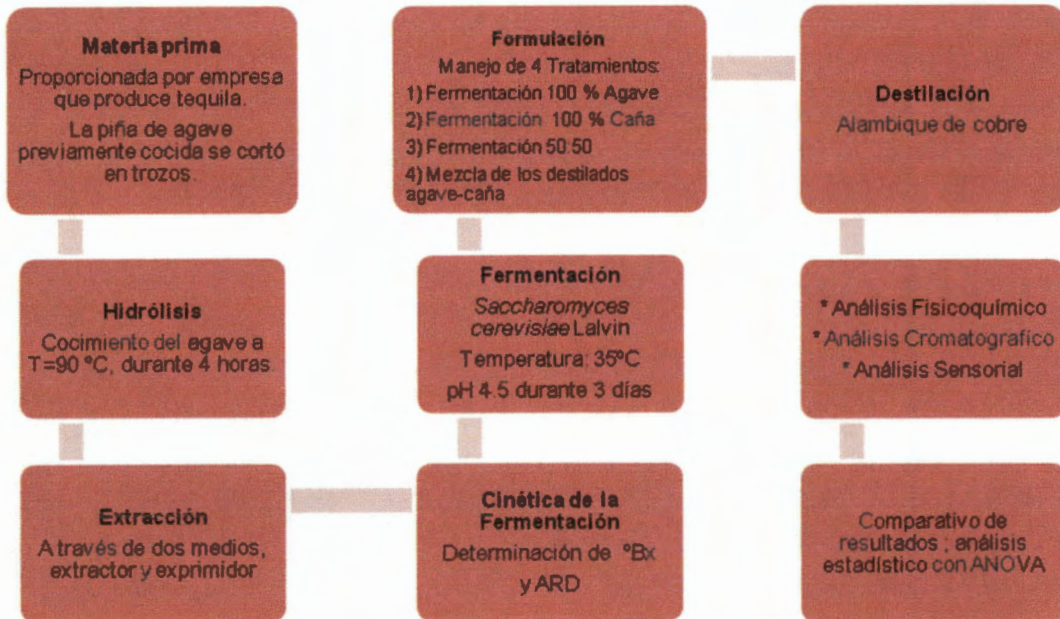 Materia prima
Proporcionada por empresa
que produce tequila.
La piña de agave
previamente cocida se cortó
en trozos.
Hidrólisis
Cocimiento del agave a
T=90 ºC, durante 4 horas
Extracción
A través de dos medios,
extractor y exprimidor
Cinética de la
Fermentación
Determinación de ºBx
y ARD
Fermentación
Saccharomyces
cerevisiae Lalvin
Temperatura: 35ºC
pH 4.5 durante 3 días
Formulación
Manejo de 4 Tratamientos:
1) Fermentación 100 % Agave
2) Fermentación 100 % Caña
3) Fermentación 50:50
4) Mezcla de los destilados
agave-caña
Destilación
Alambique de cobre
* Análisis Fisicoquímico
* Análisis Cromatografico
* Análisis Sensorial
Comparativo de
resultados ; análisis
estadístico con ANOVA